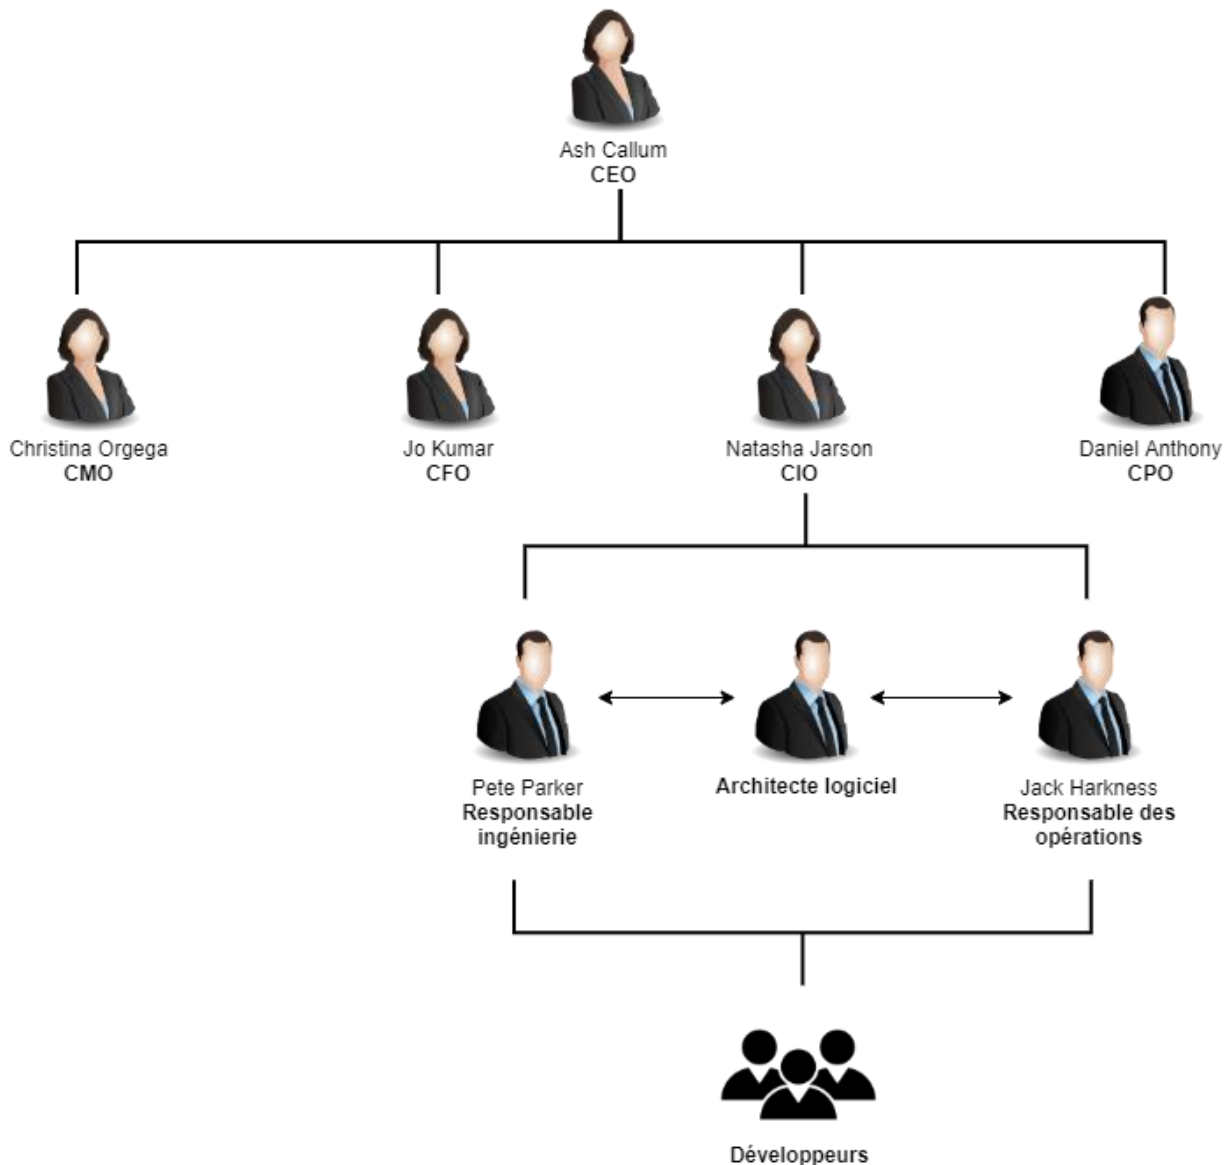 Ash Callum
CEO
Christina Orgega
CMO
Jo Kumar
CFO
Natasha Jarson
CIO
Daniel Anthony
CPO
Pete Parker
Responsable
ingénierie
Architecte logiciel
Jack Harkness
Responsable des
opérations
Développeurs